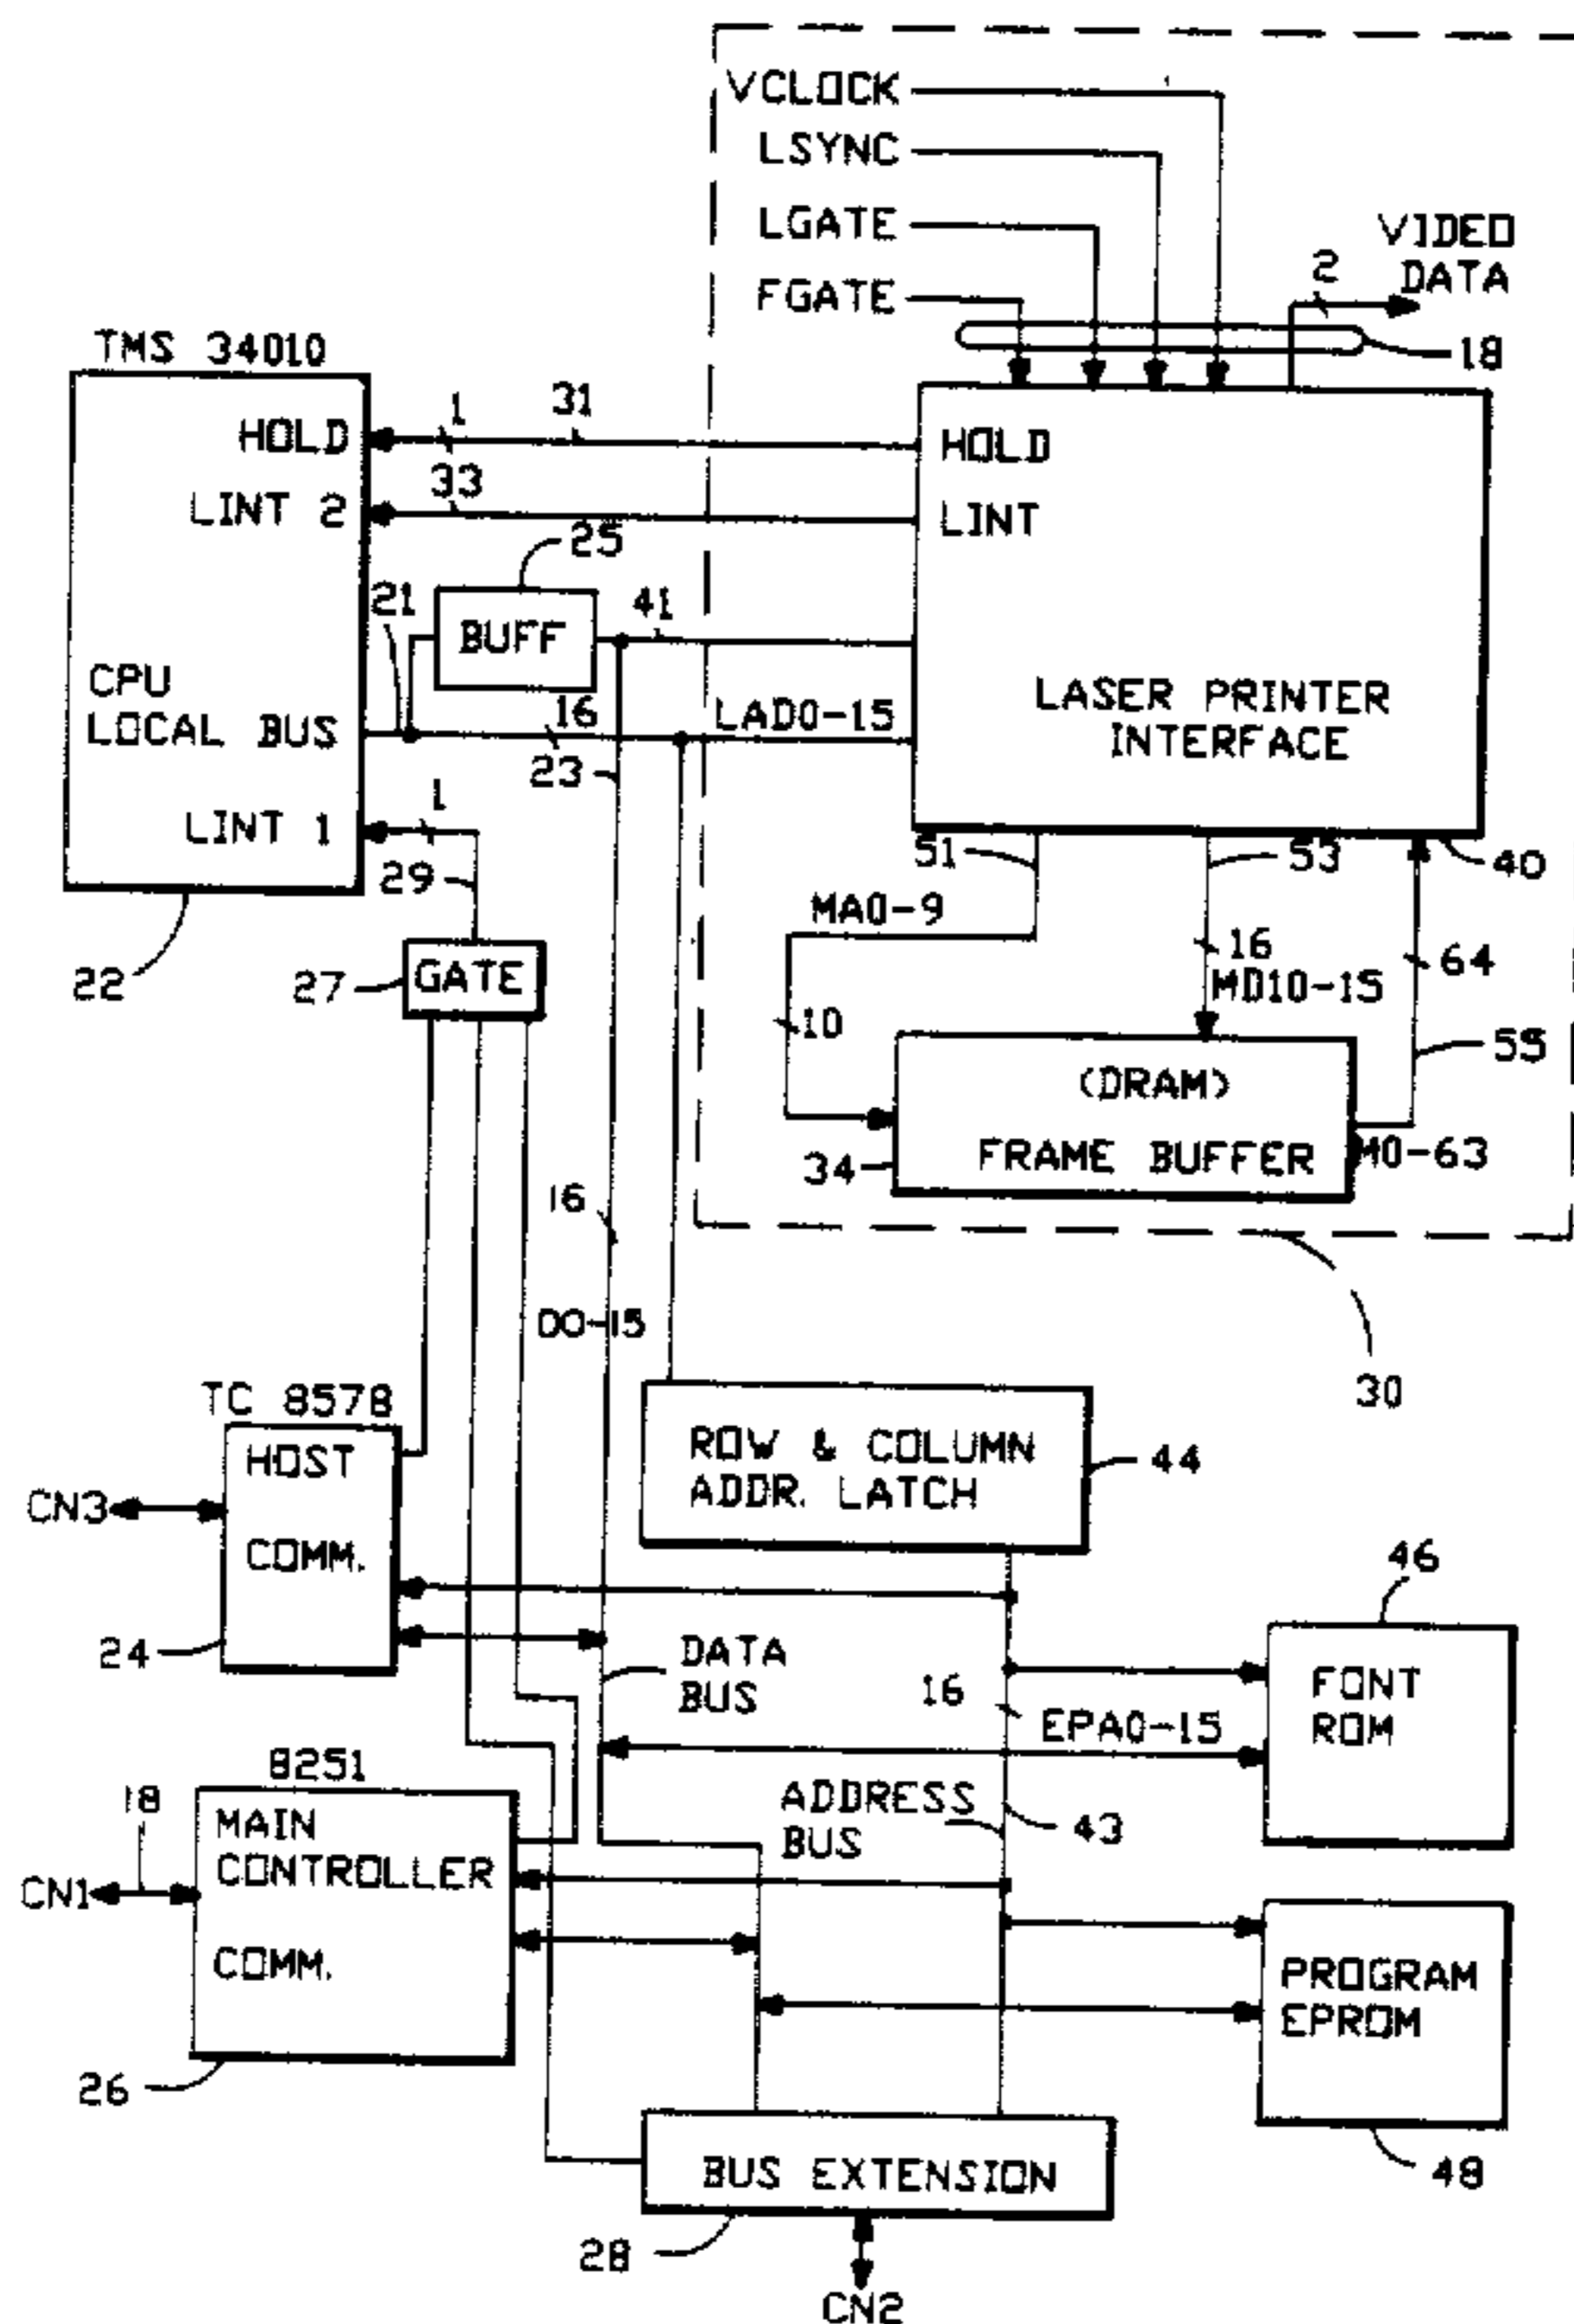 VCLOCK
LSYNC
LGATE
FGATE
VIDEO
DATA
2
18
TMS 34010
HOLD
1
31
HOLD
LINT 2
33
LINT
25
21
BUFF
41
CPU
LOCAL BUS
16
LAD0-15
23
LASER PRINTER
INTERFACE
LINT 1
1
29
51
53
40
MA0-9
22
27
GATE
16
MD10-15
64
10
55
(DRAM)
FRAME BUFFER
34
M0-63
16
D0-15
30
TC 8578
HOST
COMM.
CN3
24
ROW & COLUMN
ADDR. LATCH
44
46
DATA
BUS
16
EPA0-15
FONT
ROM
8251
18
MAIN
CONTROLLER
COMM.
CN1
26
ADDRESS
BUS
43
PROGRAM
EPROM
48
BUS EXTENSION
28
CN2